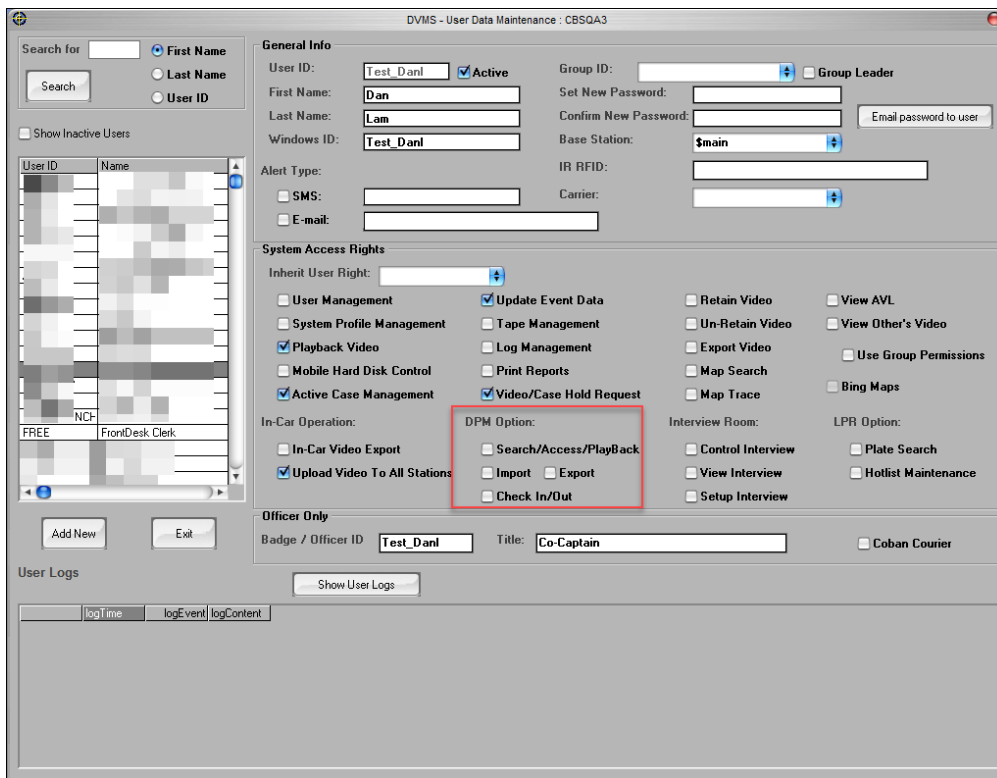 DVMS - User Data Maintenance : CBSQA3
Search for First Name
Last Name
User ID
Search
Show Inactive Users
User ID Name
NCH
FREE FrontDesk Clerk
Add New Exit
General Info
User ID: Test_Danl Active Group ID: Group Leader
First Name: Dan Set New Password:
Last Name: Lam Confirm New Password: Email password to user
Windows ID: Test_Danl Base Station: $main
Alert Type: IR RFID:
SMS: Carrier:
E-mail:
System Access Rights
Inherit User Right:
User Management Update Event Data Retain Video View AVL
System Profile Management Tape Management Un-Retain Video View Other's Video
Playback Video Log Management Export Video Use Group Permissions
Mobile Hard Disk Control Print Reports Map Search
Active Case Management Video/Case Hold Request Map Trace Bing Maps
In-Car Operation: DPM Option: Interview Room: LPR Option:
In-Car Video Export Search/Access/PlayBack Control Interview Plate Search
Upload Video To All Stations Import Export View Interview Hotlist Maintenance
Check In/Out Setup Interview
Officer Only
Badge / Officer ID Test_Danl Title: Co-Captain Coban Courier
User Logs
Show User Logs
logTime logEvent logContent